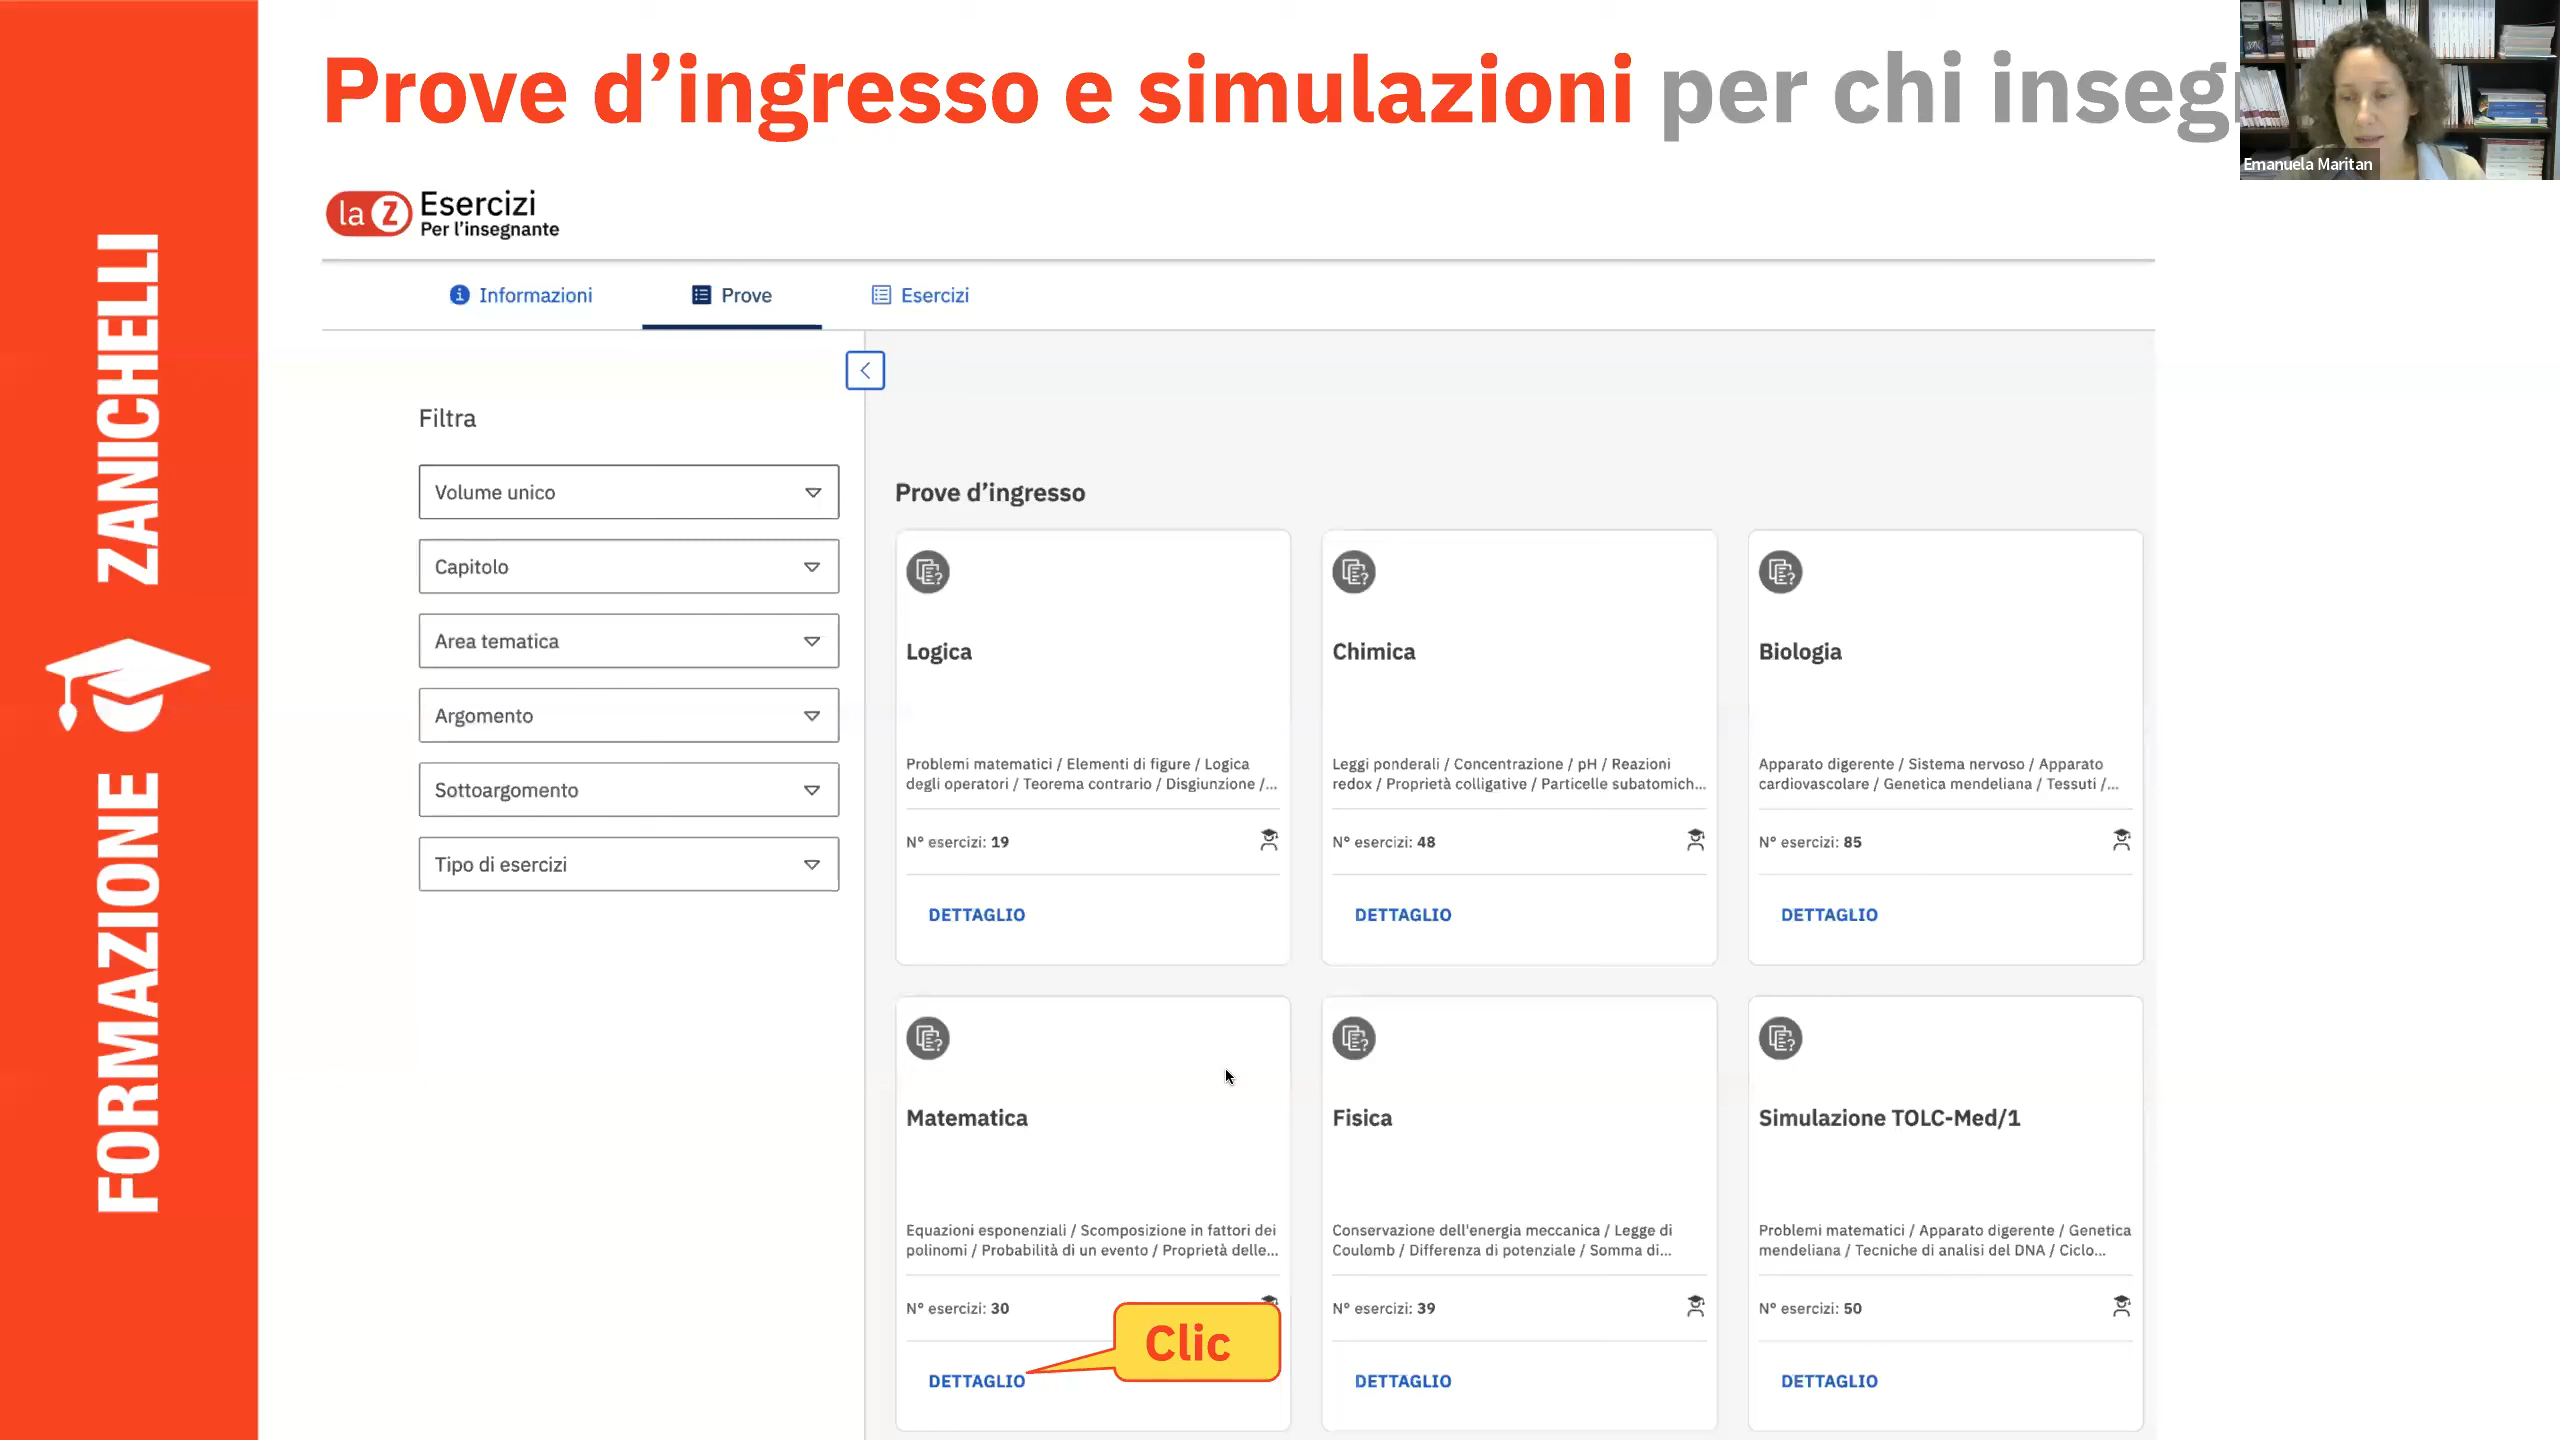 Prove d’ingresso e simulazioni per chi inseg
Emanuela Maritan
FORMAZIONE ZANICHELLI
la Z Esercizi
Per l’insegnante
Informazioni
Prove
Esercizi
Filtra
Volume unico
Capitolo
Area tematica
Argomento
Sottoargomento
Tipo di esercizi
Prove d’ingresso
Logica
Problemi matematici / Elementi di figure / Logica
degli operatori / Teorema contrario / Disgiunzione /...
N° esercizi: 19
DETTAGLIO
Chimica
Leggi ponderali / Concentrazione / pH / Reazioni
redox / Proprietà colligative / Particelle subatomich...
N° esercizi: 48
DETTAGLIO
Biologia
Apparato digerente / Sistema nervoso / Apparato
cardiovascolare / Genetica mendeliana / Tessuti /...
N° esercizi: 85
DETTAGLIO
Matematica
Equazioni esponenziali / Scomposizione in fattori dei
polinomi / Probabilità di un evento / Proprietà delle...
N° esercizi: 30
Clic
DETTAGLIO
Fisica
Conservazione dell'energia meccanica / Legge di
Coulomb / Differenza di potenziale / Somma di...
N° esercizi: 39
DETTAGLIO
Simulazione TOLC-Med/1
Problemi matematici / Apparato digerente / Genetica
mendeliana / Tecniche di analisi del DNA / Ciclo...
N° esercizi: 50
DETTAGLIO